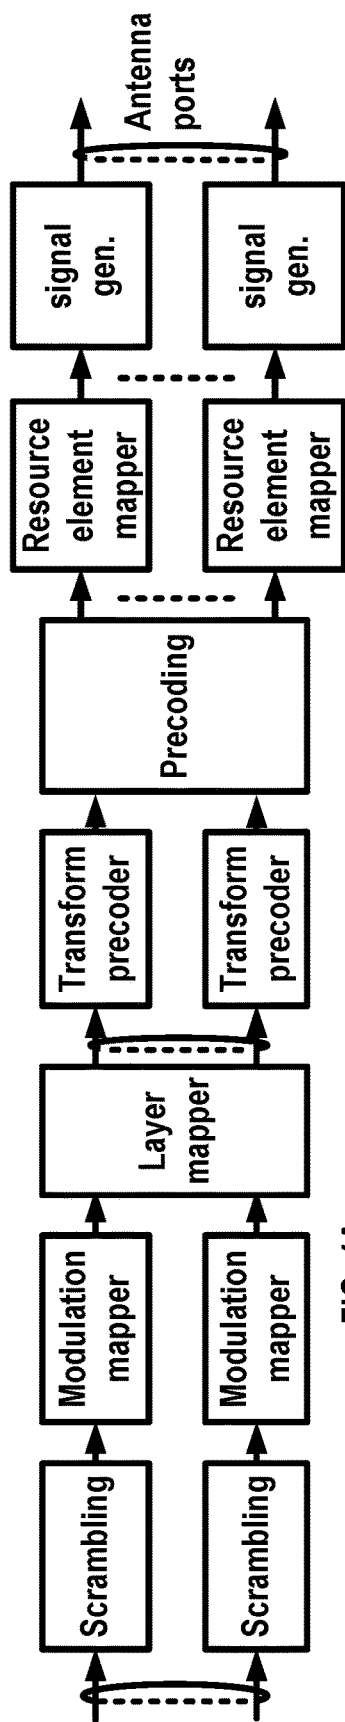 Scrambling
Scrambling
Modulation
mapper
Modulation
mapper
Layer
mapper
Transform
precoder
Transform
precoder
Precoding
Resource
element
mapper
Resource
element
mapper
signal
gen.
signal
gen.
Antenna
ports